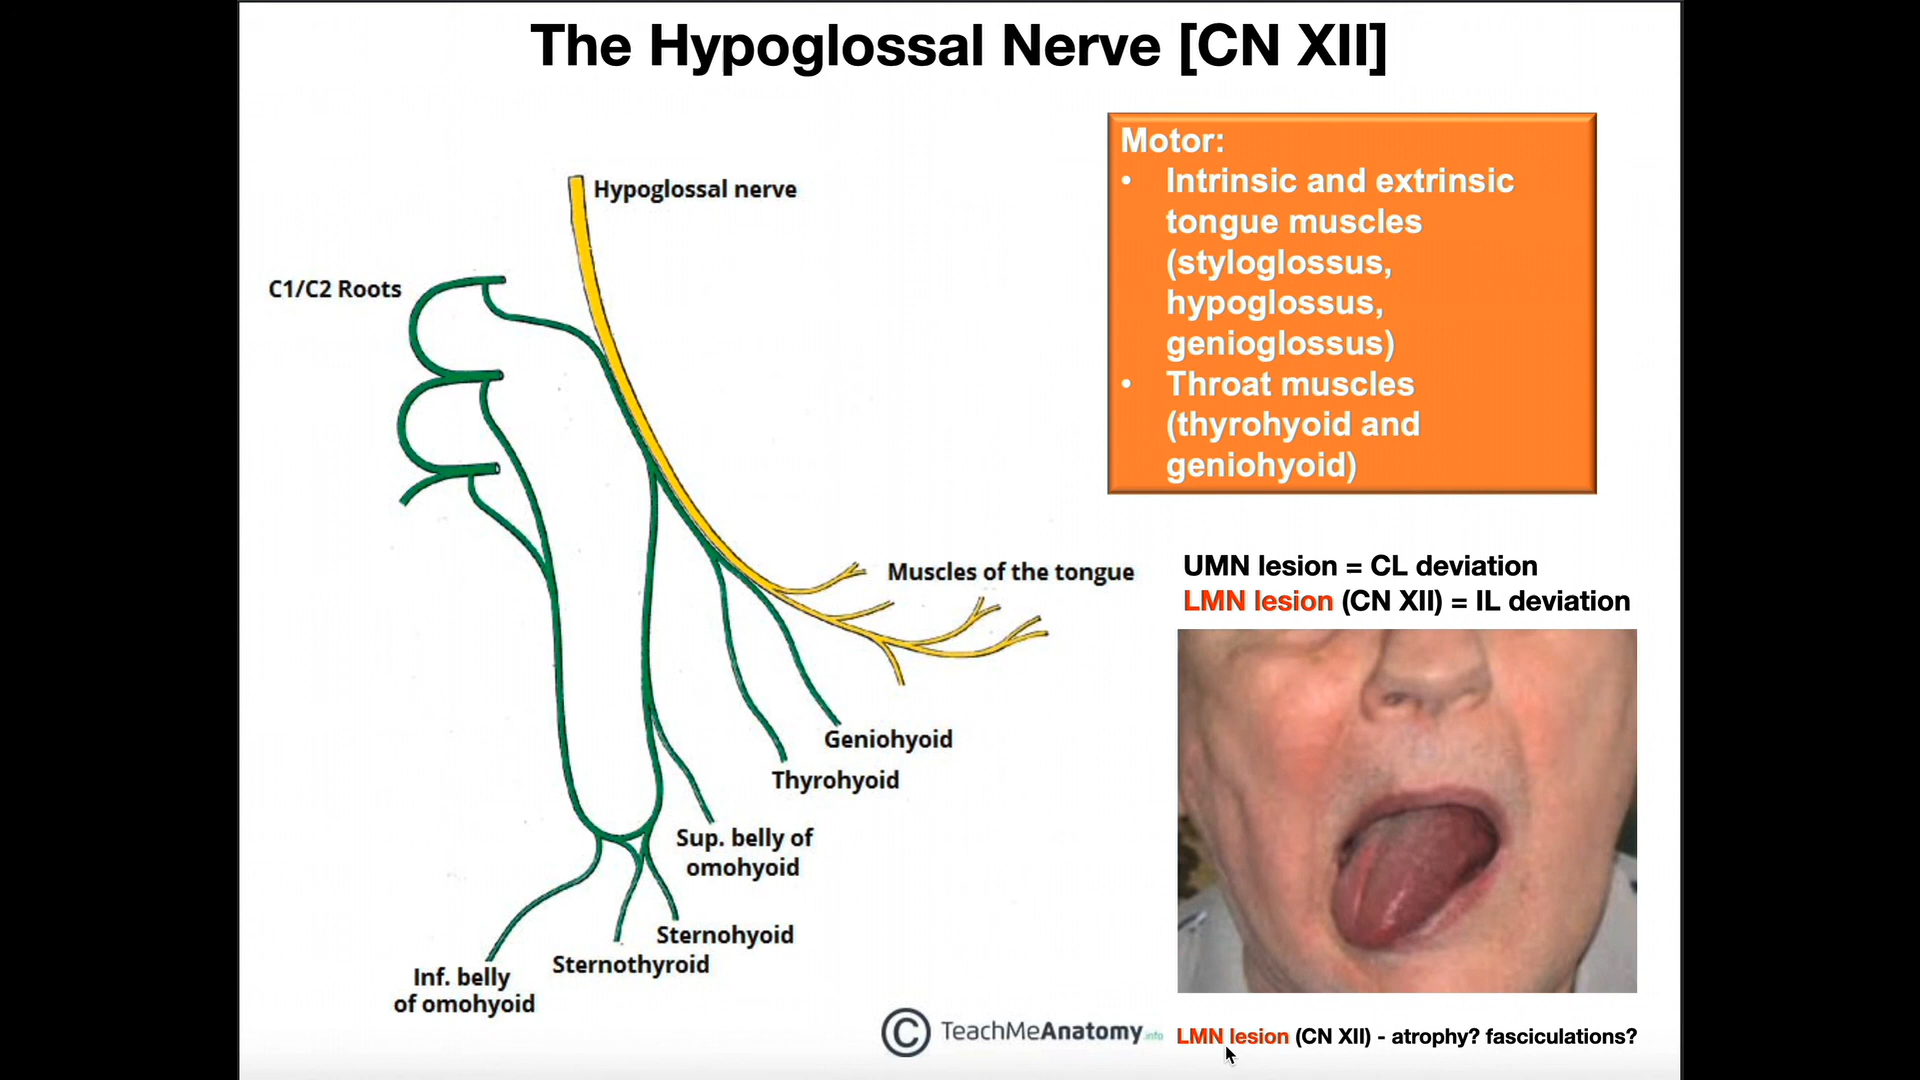 The Hypoglossal Nerve [CN XII]
Hypoglossal nerve
C1/C2 Roots
Motor:
• Intrinsic and extrinsic
tongue muscles
(styloglossus,
hypoglossus,
genioglossus)
• Throat muscles
(thyrohyoid and
geniohyoid)
Muscles of the tongue
UMN lesion = CL deviation
LMN lesion (CN XII) = IL deviation
Geniohyoid
Thyrohyoid
Sup. belly of
omohyoid
Sternohyoid
Sternothyroid
Inf. belly
of omohyoid
© TeachMeAnatomy.info
LMN lesion (CN XII) - atrophy? fasciculations?